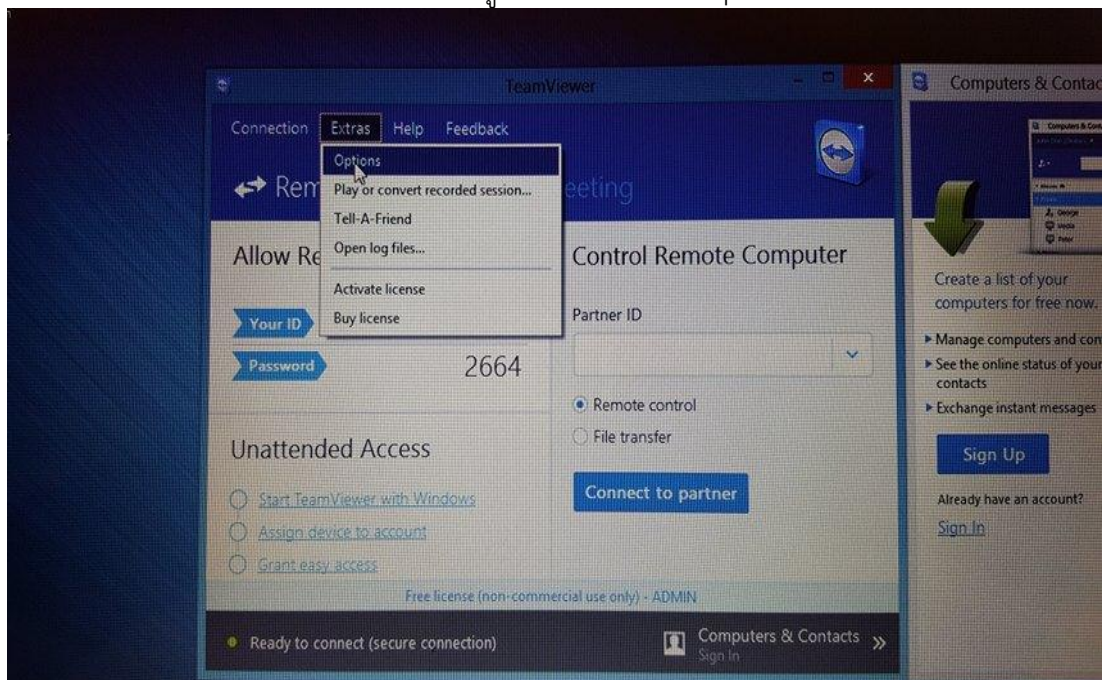 TeamViewer
Connection Extras Help Feedback
Options
Play or convert recorded session...
Tell-A-Friend
Open log files...
Activate license
Buy license
Rem
eeting
Allow Re
Your ID
Password
2664
Unattended Access
Start TeamViewer with Windows
Assign device to account
Grant easy access
Control Remote Computer
Partner ID
Remote control
File transfer
Connect to partner
Free license (non-commercial use only) - ADMIN
Ready to connect (secure connection)
Computers & Contacts
Sign In
Computers & Contac
Computers & Con
George
Media
Peter
Create a list of your
computers for free now.
Manage computers and con
See the online status of your
contacts
Exchange instant messages
Sign Up
Already have an account?
Sign In